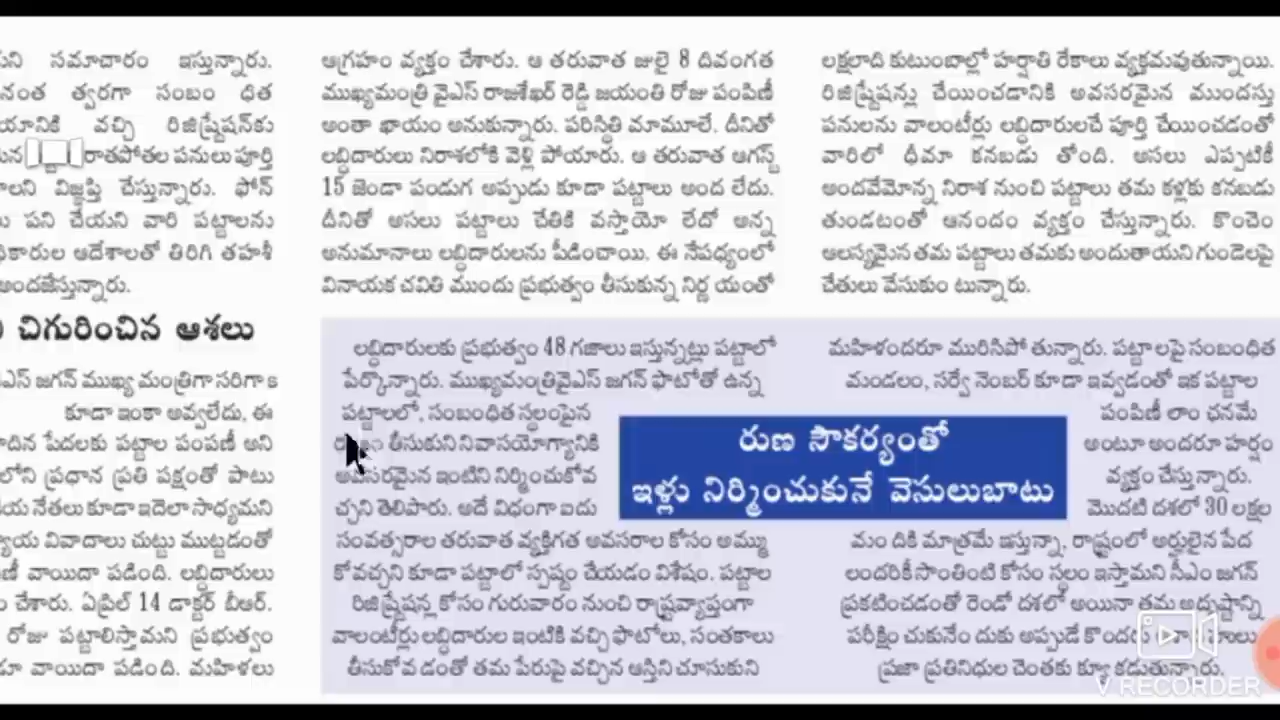 ని సమాచారం ఇస్తున్నారు.
నంత త్వరగా సంబం ధిత
యానికి వచ్చి రిజిస్ట్రేషన్‌కు
రాతపోతల పనులు పూర్తి
లని విజ్ఞప్తి చేస్తున్నారు. ఫోన్
పని చేయని వారి పట్టాలను
కారుల ఆదేశాలతో తిరిగి తహశీ
అందజేస్తున్నారు.
చిగురించిన ఆశలు
ఎస్ జగన్ ముఖ్య మంత్రిగా సరిగా
కూడా ఇంకా అవ్వలేదు, ఈ
దిన పేదలకు పట్టాల పంపణీ అని
లోని ప్రధాన ప్రతి పక్షంతో పాటు
య నేతలు కూడా ఇదెలా సాధ్యమని
్యాయ వివాదాలు చుట్టు ముట్టడంతో
ణీ వాయిదా పడింది. లబ్ధిదారులు
చేశారు. ఏప్రిల్ 14 డాక్టర్ బీఆర్.
రోజు పట్టాలిస్తామని ప్రభుత్వం
వాయిదా పడింది. మహిళలు
ఆగ్రహం వ్యక్తం చేశారు. ఆ తరువాత జులై 8 దివంగత
ముఖ్యమంత్రి వైఎస్ రాజశేఖర్ రెడ్డి జయంతి రోజు పంపిణీ
అంతా ఖాయం అనుకున్నారు. పరిస్థితి మామూలే. దీనితో
లబ్ధిదారులు నిరాశలోకి వెళ్లి పోయారు. ఆ తరువాత ఆగస్ట్
15 జెండా పండుగ అప్పుడు కూడా పట్టాలు అంద లేదు.
దీనితో అసలు పట్టాలు చేతికి వస్తాయో లేదో అన్న
అనుమానాలు లబ్ధిదారులను పీడించాయి. ఈ నేపధ్యంలో
వినాయక చవితి ముందు ప్రభుత్వం తీసుకున్న నిర్ణ యంతో
లక్షలాది కుటుంబాల్లో హర్షాతి రేకాలు వ్యక్తమవుతున్నాయి.
రిజిస్ట్రేషన్లు చేయించడానికి అవసరమైన ముందస్తు
పనులను వాలంటీర్లు లబ్ధిదారులచే పూర్తి చేయించడంతో
వారిలో ధీమా కనబడు తోంది. అసలు ఎప్పటికీ
అందవేమోన్న నిరాశ నుంచి పట్టాలు తమ కళ్లకు కనబడు
తుండటంతో ఆనందం వ్యక్తం చేస్తున్నారు. కొంచెం
ఆలస్యమైన తమ పట్టాలు తమకు అందుతాయని గుండెలపై
చేతులు వేసుకుం టున్నారు.
లబ్ధిదారులకు ప్రభుత్వం 48 గజాలు ఇస్తున్నట్లు పట్టాలో
పేర్కొన్నారు. ముఖ్యమంత్రివైఎస్ జగన్ ఫొటోతో ఉన్న
పట్టాలలో, సంబంధిత స్థలంపైన
తీసుకుని నివాసయోగ్యానికి
అవసరమైన ఇంటిని నిర్మించుకోవ
చ్చని తెలిపారు. అదే విధంగా ఐదు
సంవత్సరాల తరువాత వ్యక్తిగత అవసరాల కోసం అమ్ము
కోవచ్చని కూడా పట్టాలో స్పష్టం చేయడం విశేషం. పట్టాల
రిజిస్ట్రేషన్ల కోసం గురువారం నుంచి రాష్ట్రవ్యాప్తంగా
వాలంటీర్లు లబ్ధిదారుల ఇంటికి వచ్చి ఫొటోలు, సంతకాలు
తీసుకోవ డంతో తమ పేరుపై వచ్చిన ఆస్తిని చూసుకుని
రుణ సౌకర్యంతో
ఇళ్లు నిర్మించుకునే వెసులుబాటు
మహిళందరూ మురిసిపో తున్నారు. పట్టాలపై సంబంధిత
మండలం, సర్వే నెంబర్ కూడా ఇవ్వడంతో ఇక పట్టాల
పంపిణీ లాం ఛనమే
అంటూ అందరూ హర్షం
వ్యక్తం చేస్తున్నారు.
మొదటి దశలో 30 లక్షల
మం దికి మాత్రమే ఇస్తున్నా, రాష్ట్రంలో అర్హులైన పేద
లందరికీ సొంతింటి కోసం స్థలం ఇస్తామని సీఎం జగన్
ప్రకటించడంతో రెండో దశలో అయినా తమ అదృష్టాన్ని
పరీక్షిం చుకునేం దుకు అప్పుడే కొందరు
ప్రజా ప్రతినిధుల చెంతకు క్యూ కడుతున్నారు.
V RECORDER